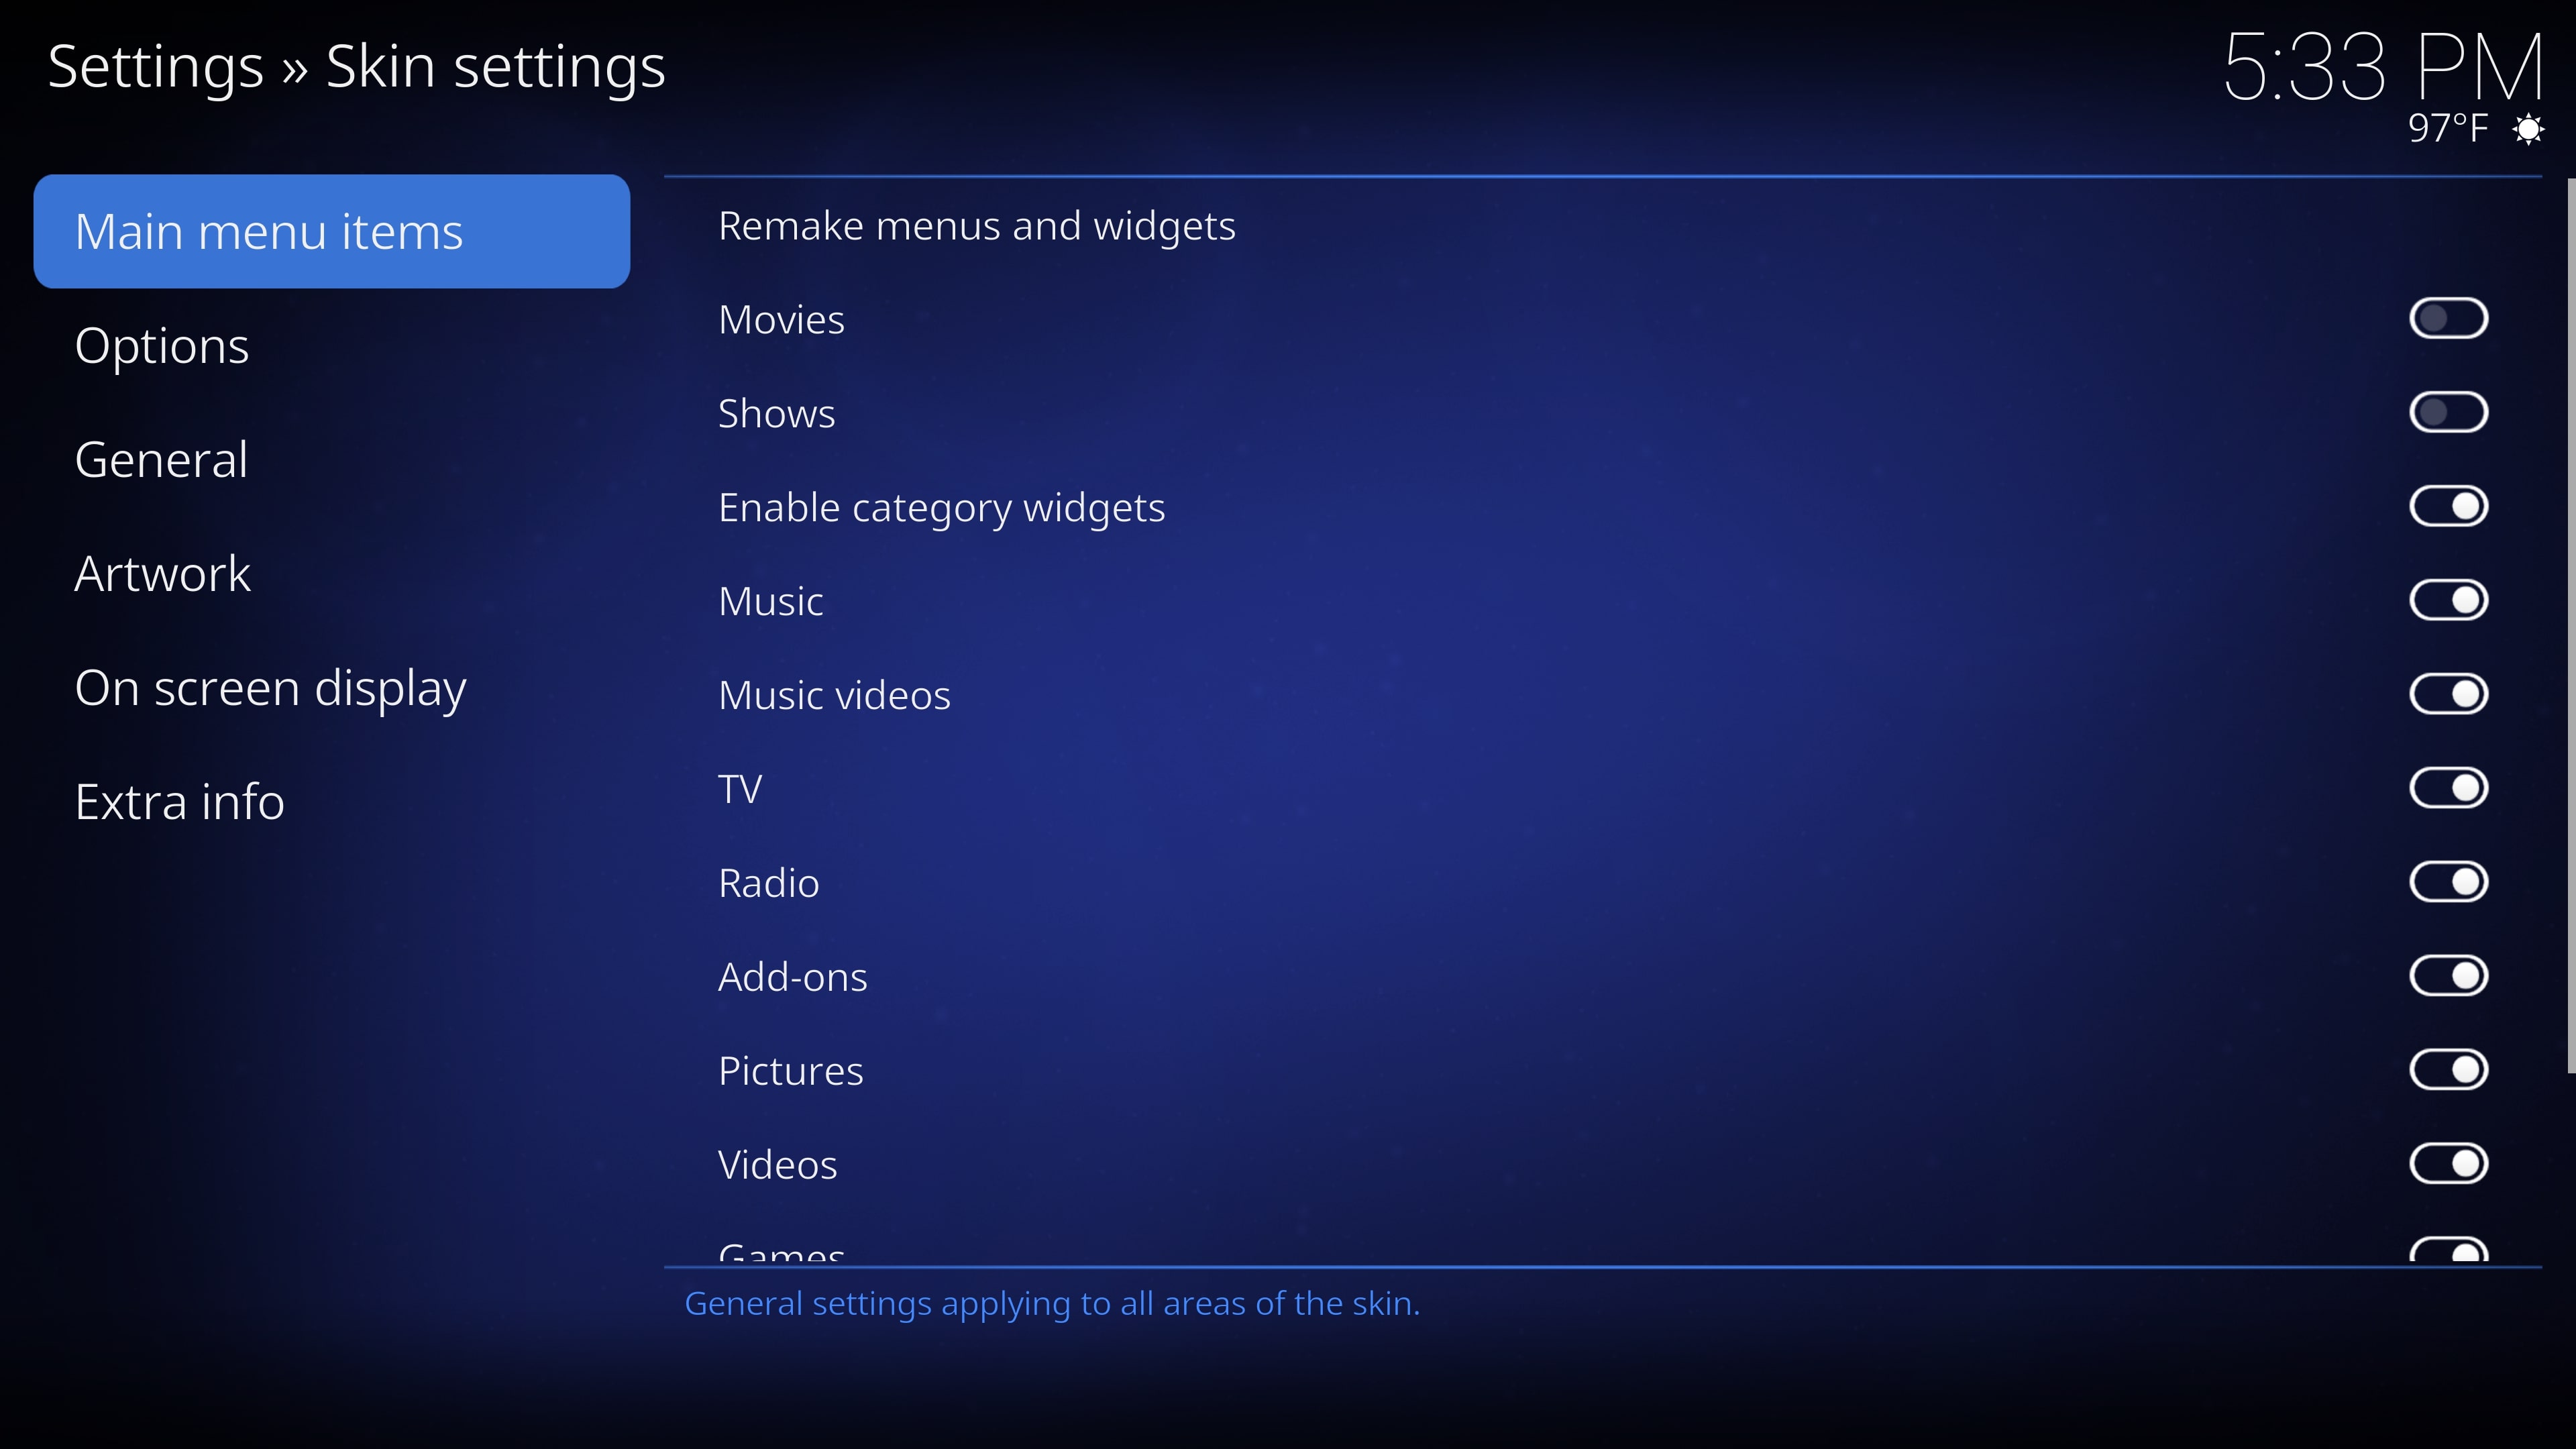 Settings » Skin settings
5:33 PM
97°F
Main menu items
Options
General
Artwork
On screen display
Extra info
Remake menus and widgets
Movies
Shows
Enable category widgets
Music
Music videos
TV
Radio
Add-ons
Pictures
Videos
Games
General settings applying to all areas of the skin.